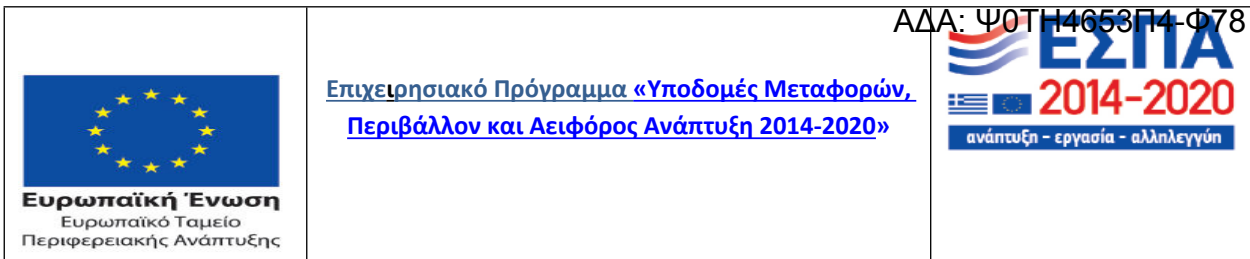 ΑΔΑ: Ψ0ΤΗ4653Π4-Φ78
Επιχειρησιακό Πρόγραμμα «Υποδομές Μεταφορών,
Περιβάλλον και Αειφόρος Ανάπτυξη 2014-2020»
Ευρωπαϊκή Ένωση
Ευρωπαϊκό Ταμείο
Περιφερειακής Ανάπτυξης
ΕΣΠΑ
2014-2020
ανάπτυξη - εργασία - αλληλεγγύη